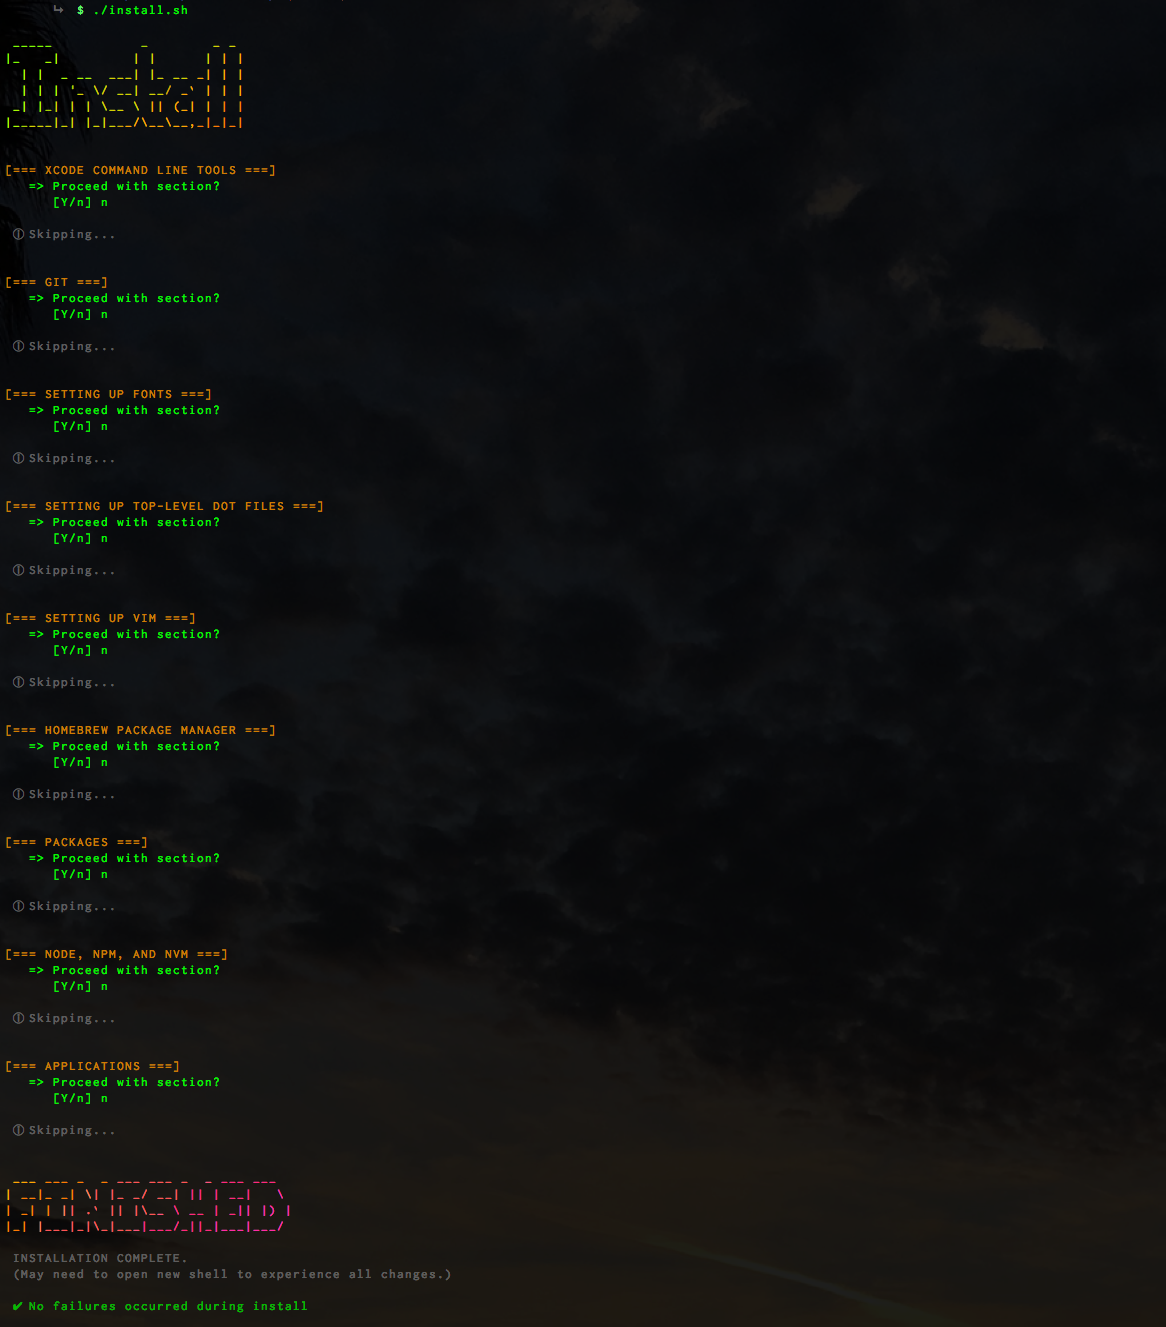 ↳ $ ./install.sh
Install
[=== XCODE COMMAND LINE TOOLS ===]
=> Proceed with section?
[Y/n] n
ⓘ Skipping...
[=== GIT ===]
=> Proceed with section?
[Y/n] n
ⓘ Skipping...
[=== SETTING UP FONTS ===]
=> Proceed with section?
[Y/n] n
ⓘ Skipping...
[=== SETTING UP TOP-LEVEL DOT FILES ===]
=> Proceed with section?
[Y/n] n
ⓘ Skipping...
[=== SETTING UP VIM ===]
=> Proceed with section?
[Y/n] n
ⓘ Skipping...
[=== HOMEBREW PACKAGE MANAGER ===]
=> Proceed with section?
[Y/n] n
ⓘ Skipping...
[=== PACKAGES ===]
=> Proceed with section?
[Y/n] n
ⓘ Skipping...
[=== NODE, NPM, AND NVM ===]
=> Proceed with section?
[Y/n] n
ⓘ Skipping...
[=== APPLICATIONS ===]
=> Proceed with section?
[Y/n] n
ⓘ Skipping...
FINISHED
INSTALLATION COMPLETE.
(May need to open new shell to experience all changes.)
✔ No failures occurred during install